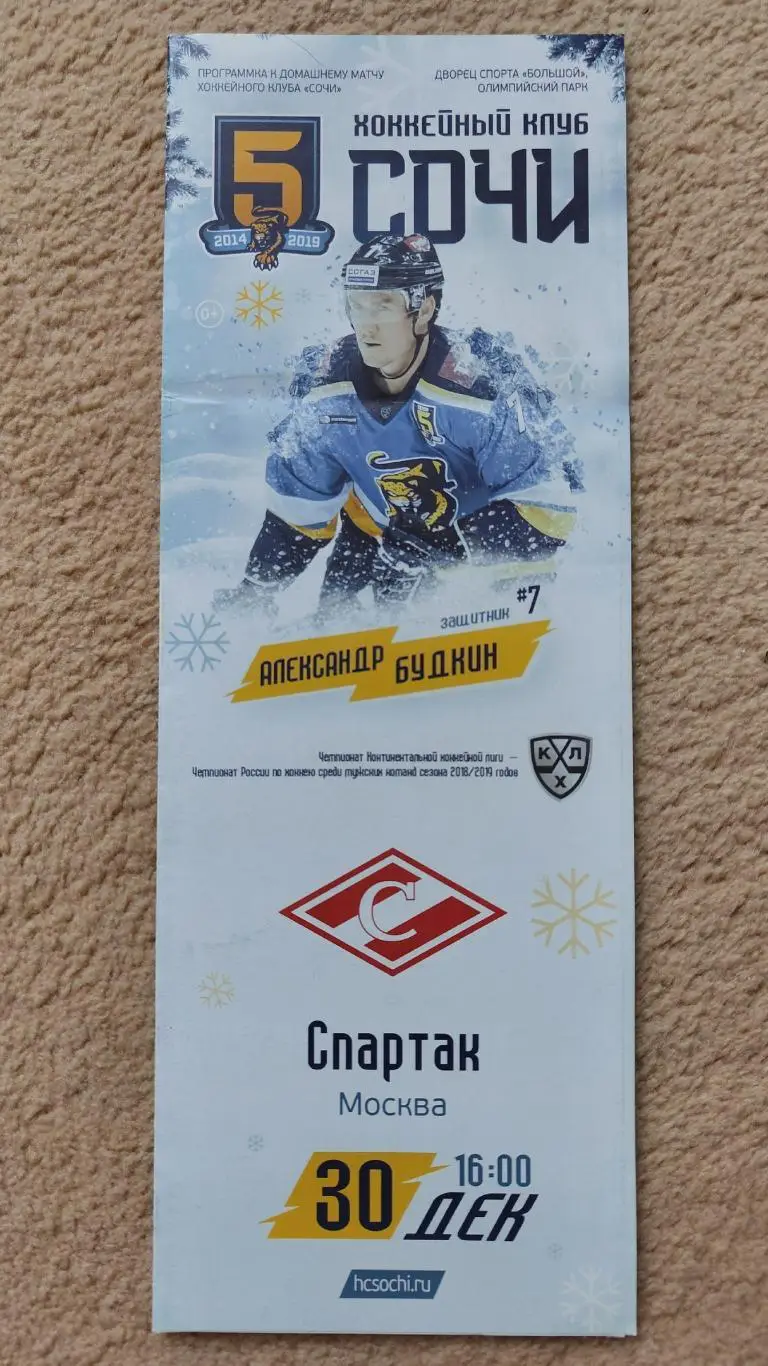 ПРОГРАММКА К ДОМАШНЕМУ МАТЧУ
ХОККЕЙНОГО КЛУБА «СОЧИ»
ДВОРЕЦ СПОРТА «БОЛЬШОЙ»,
ОЛИМПИЙСКИЙ ПАРК
ХОККЕЙНЫЙ КЛУБ
СОЧИ
5
2014 2019
0+
СОГАЗ
7
#7
защитник
АЛЕКСАНДР БУДКИН
Чемпионат Континентальной хоккейной лиги –
Чемпионат России по хоккею среди мужских команд сезона 2018/2019 годов
КХЛ
С
Спартак
Москва
30 ДЕК 16:00
hcsochi.ru